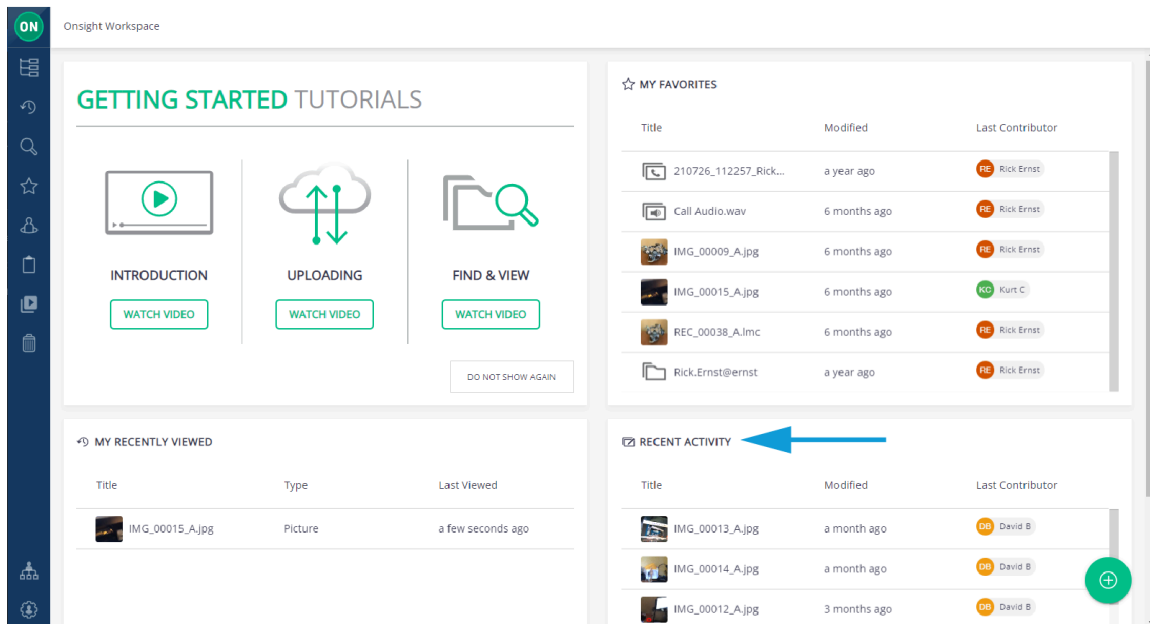 ON
Onsight Workspace
GETTING STARTED TUTORIALS
INTRODUCTION
UPLOADING
FIND & VIEW
WATCH VIDEO
WATCH VIDEO
WATCH VIDEO
DO NOT SHOW AGAIN
MY FAVORITES
Title Modified Last Contributor
210726_112257_Rick... a year ago RE Rick Ernst
Call Audio.wav 6 months ago RE Rick Ernst
IMG_00009_A.jpg 6 months ago RE Rick Ernst
IMG_00015_A.jpg 6 months ago KC Kurt C
REC_00038_A.lmc 6 months ago RE Rick Ernst
Rick.Ernst@ernst a year ago RE Rick Ernst
MY RECENTLY VIEWED
Title Type Last Viewed
IMG_00015_A.jpg Picture a few seconds ago
RECENT ACTIVITY
Title Modified Last Contributor
IMG_00013_A.jpg a month ago DB David B
IMG_00014_A.jpg a month ago DB David B
IMG_00012_A.jpg 3 months ago DB David B